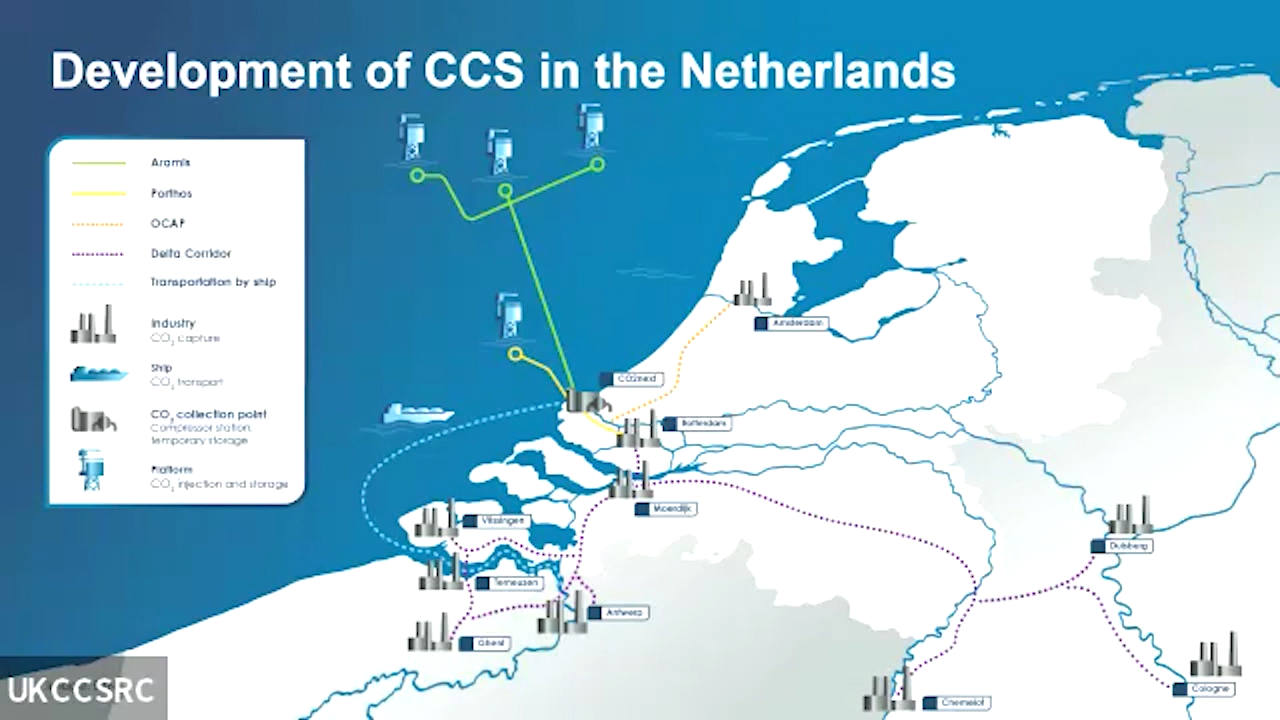 Development of CCS in the Netherlands
Aramis
Porthos
OCAP
Delta Corridor
Transportation by ship
Industry
CO2 capture
Ship
CO2 transport
CO2 collection point
Compressor station,
temporary storage
Platform
CO2 injection and storage
Amsterdam
CO2next
Rotterdam
Moerdijk
Vlissingen
Duisburg
Terneuzen
Antwerp
Ghent
Cologne
Chemelot
UKCCSRC